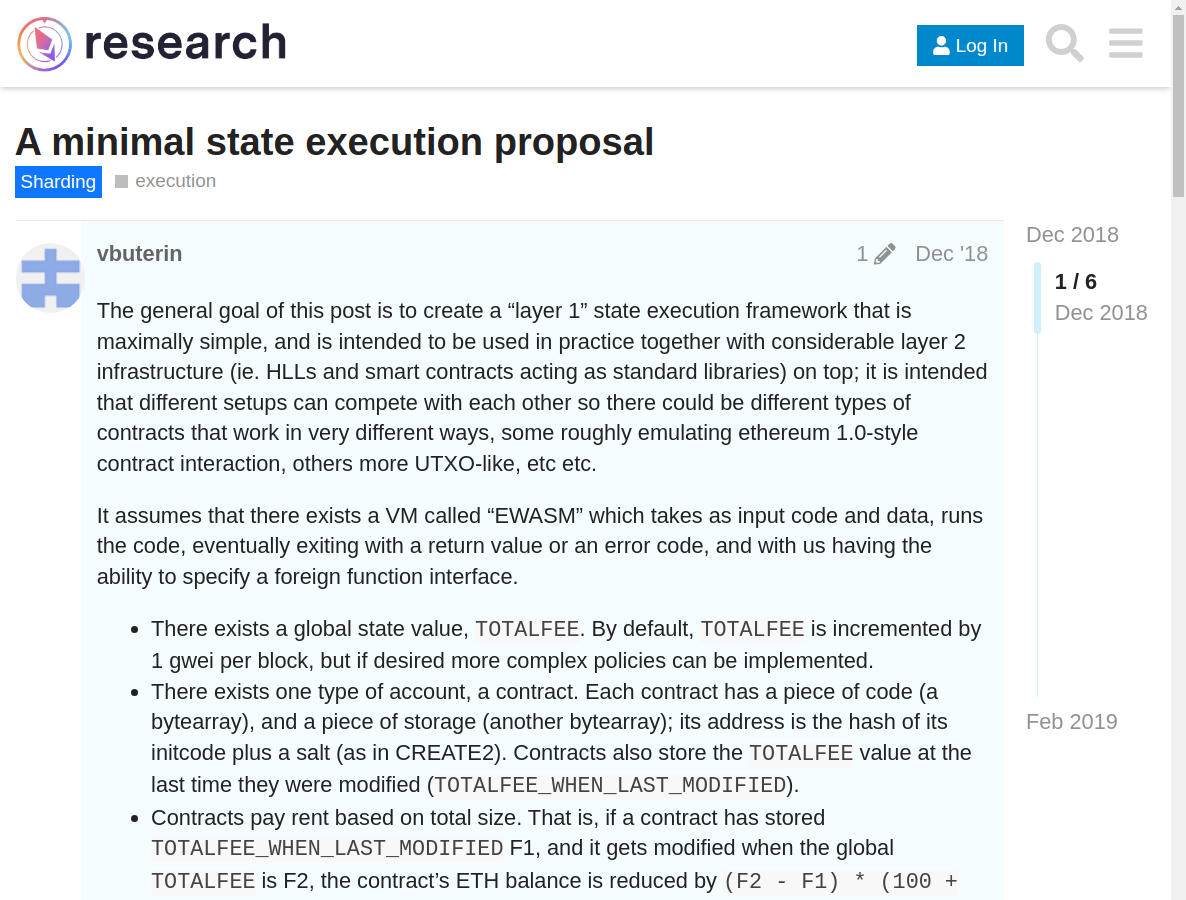 research
Log In
A minimal state execution proposal
Sharding
execution
vbuterin
1
Dec '18
The general goal of this post is to create a “layer 1” state execution framework that is
maximally simple, and is intended to be used in practice together with considerable layer 2
infrastructure (ie. HLLs and smart contracts acting as standard libraries) on top; it is intended
that different setups can compete with each other so there could be different types of
contracts that work in very different ways, some roughly emulating ethereum 1.0-style
contract interaction, others more UTXO-like, etc etc.
It assumes that there exists a VM called “EWASM” which takes as input code and data, runs
the code, eventually exiting with a return value or an error code, and with us having the
ability to specify a foreign function interface.
• There exists a global state value, TOTALFEE. By default, TOTALFEE is incremented by
1 gwei per block, but if desired more complex policies can be implemented.
• There exists one type of account, a contract. Each contract has a piece of code (a
bytearray), and a piece of storage (another bytearray); its address is the hash of its
initcode plus a salt (as in CREATE2). Contracts also store the TOTALFEE value at the
last time they were modified (TOTALFEE_WHEN_LAST_MODIFIED).
• Contracts pay rent based on total size. That is, if a contract has stored
TOTALFEE_WHEN_LAST_MODIFIED F1, and it gets modified when the global
TOTALFEE is F2, the contract’s ETH balance is reduced by (F2 - F1) * (100 +
Dec 2018
1 / 6
Dec 2018
Feb 2019